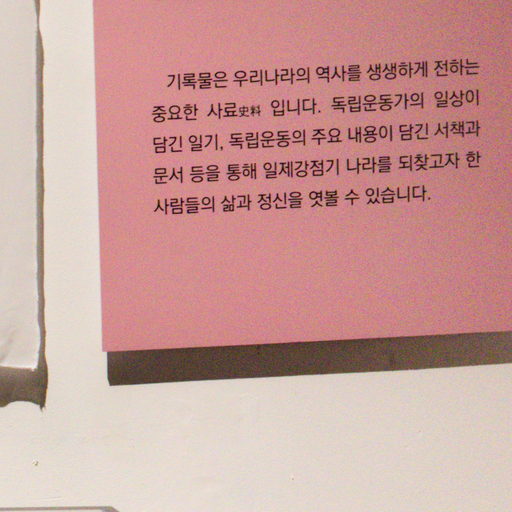 기록물은 우리나라의 역사를 생생하게 전하는
중요한 사료史料 입니다. 독립운동가의 일상이
담긴 일기, 독립운동의 주요 내용이 담긴 서책과
문서 등을 통해 일제강점기 나라를 되찾고자 한
사람들의 삶과 정신을 엿볼 수 있습니다.